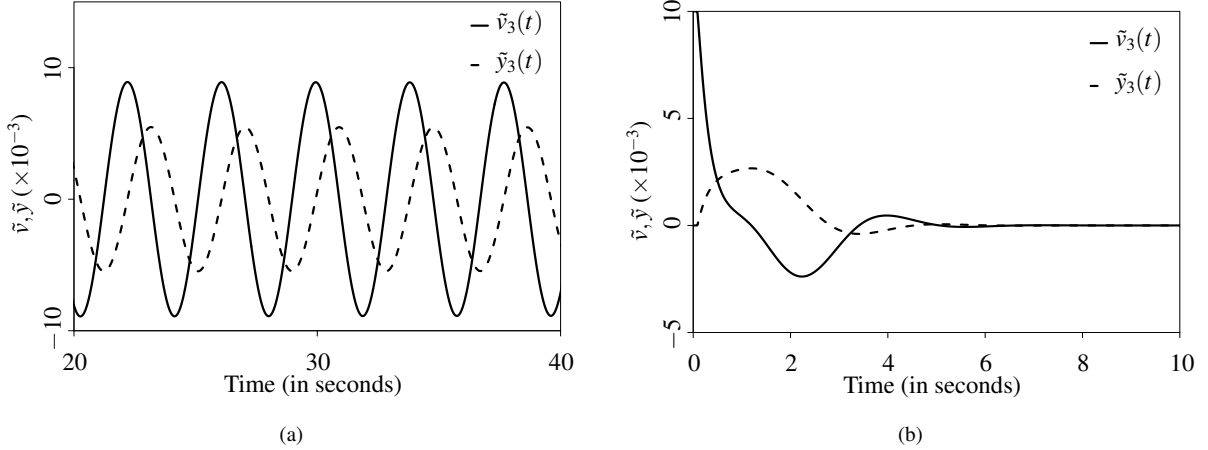 ṽ₃(t)
ỹ₃(t)
ṽ, ỹ (×10⁻³)
10
0
−10
20
30
40
Time (in seconds)
(a)
ṽ₃(t)
ỹ₃(t)
ṽ, ỹ (×10⁻³)
10
5
0
−5
0
2
4
6
8
10
Time (in seconds)
(b)